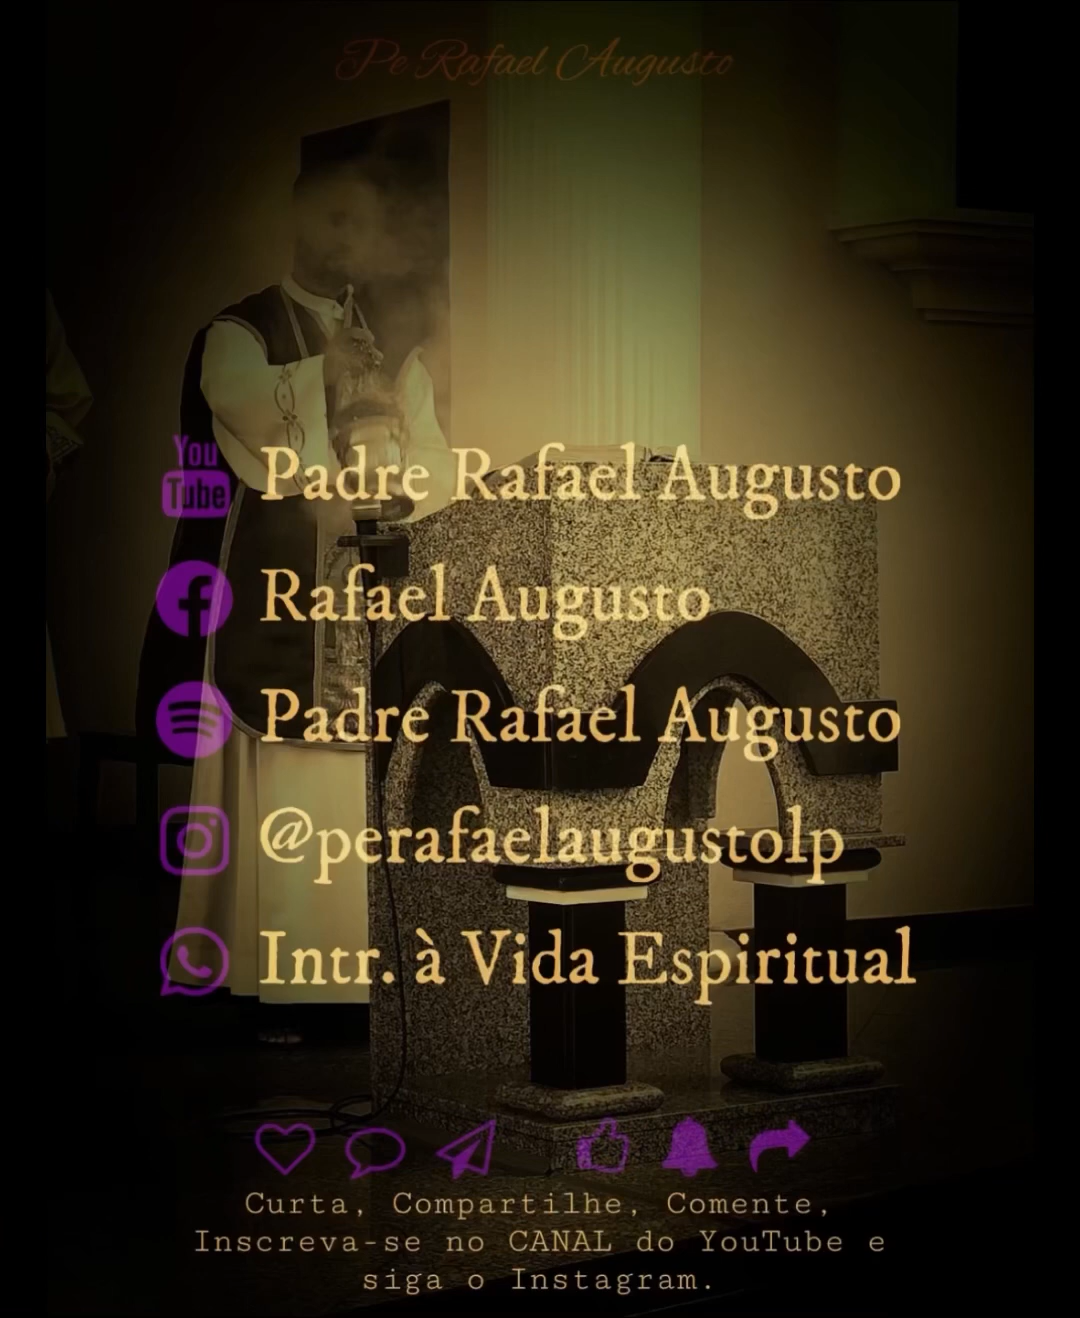 Pe Rafael Augusto
You
Tube
Padre Rafael Augusto
Rafael Augusto
Padre Rafael Augusto
@perafaelaugustolp
Intr. à Vida Espiritual
Curta, Compartilhe, Comente,
Inscreva-se no CANAL do YouTube e
siga o Instagram.